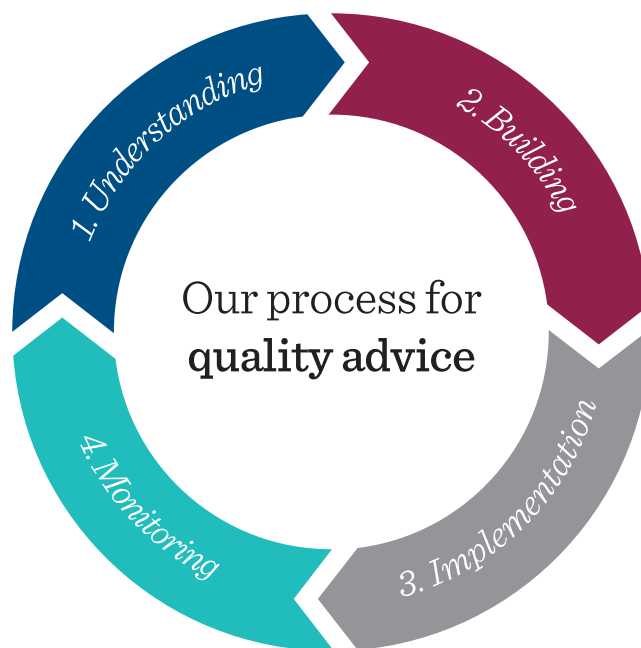 1. Understanding
2. Building
Our process for
quality advice
4. Monitoring
3. Implementation